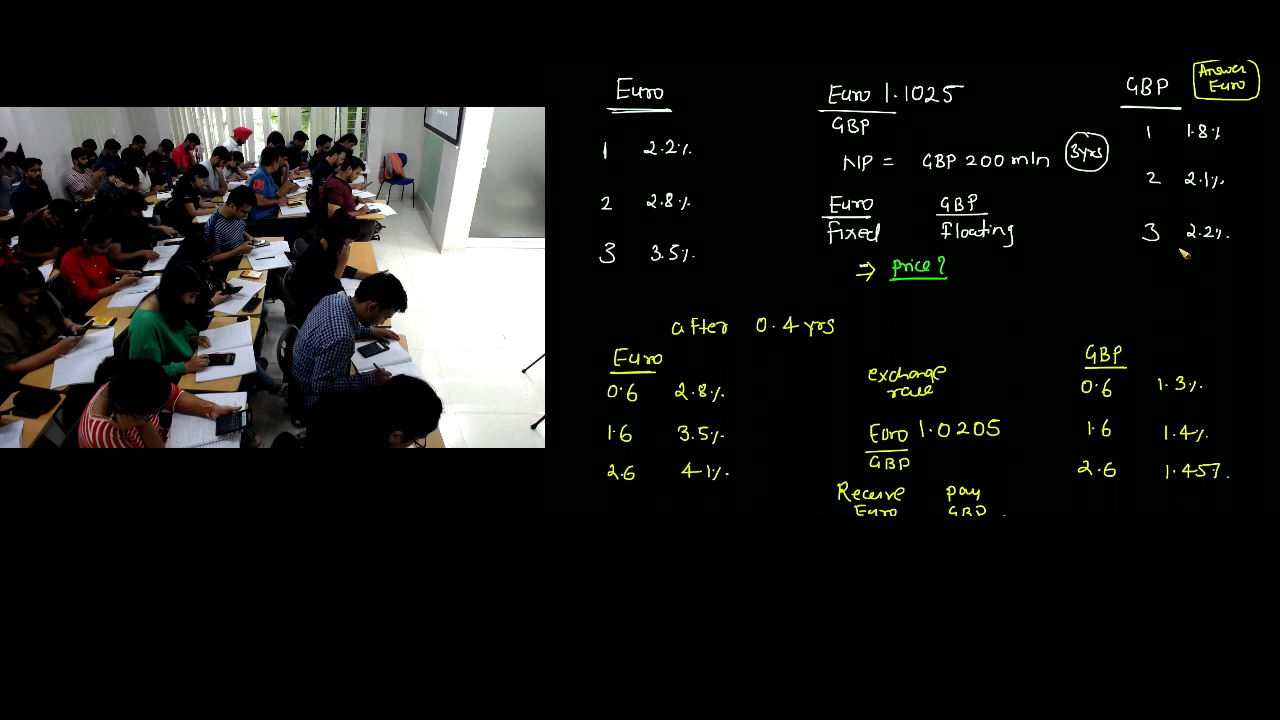 Euro
1 2.2%
2 2.8%
3 3.5%
Euro 1.1025
GBP
NP = GBP 200 mln
3yrs
Euro GBP
Fixed Floating
⇒ price?
GBP
Answer
Euro
1 1.8%
2 2.1%
3 2.2%.
after 0.4 yrs
Euro
0.6 2.8%
1.6 3.5%
2.6 4.1%
exchange
rate
Euro 1.0205
GBP
Receive pay
Euro GBP
GBP
0.6 1.3%
1.6 1.4%
2.6 1.45%